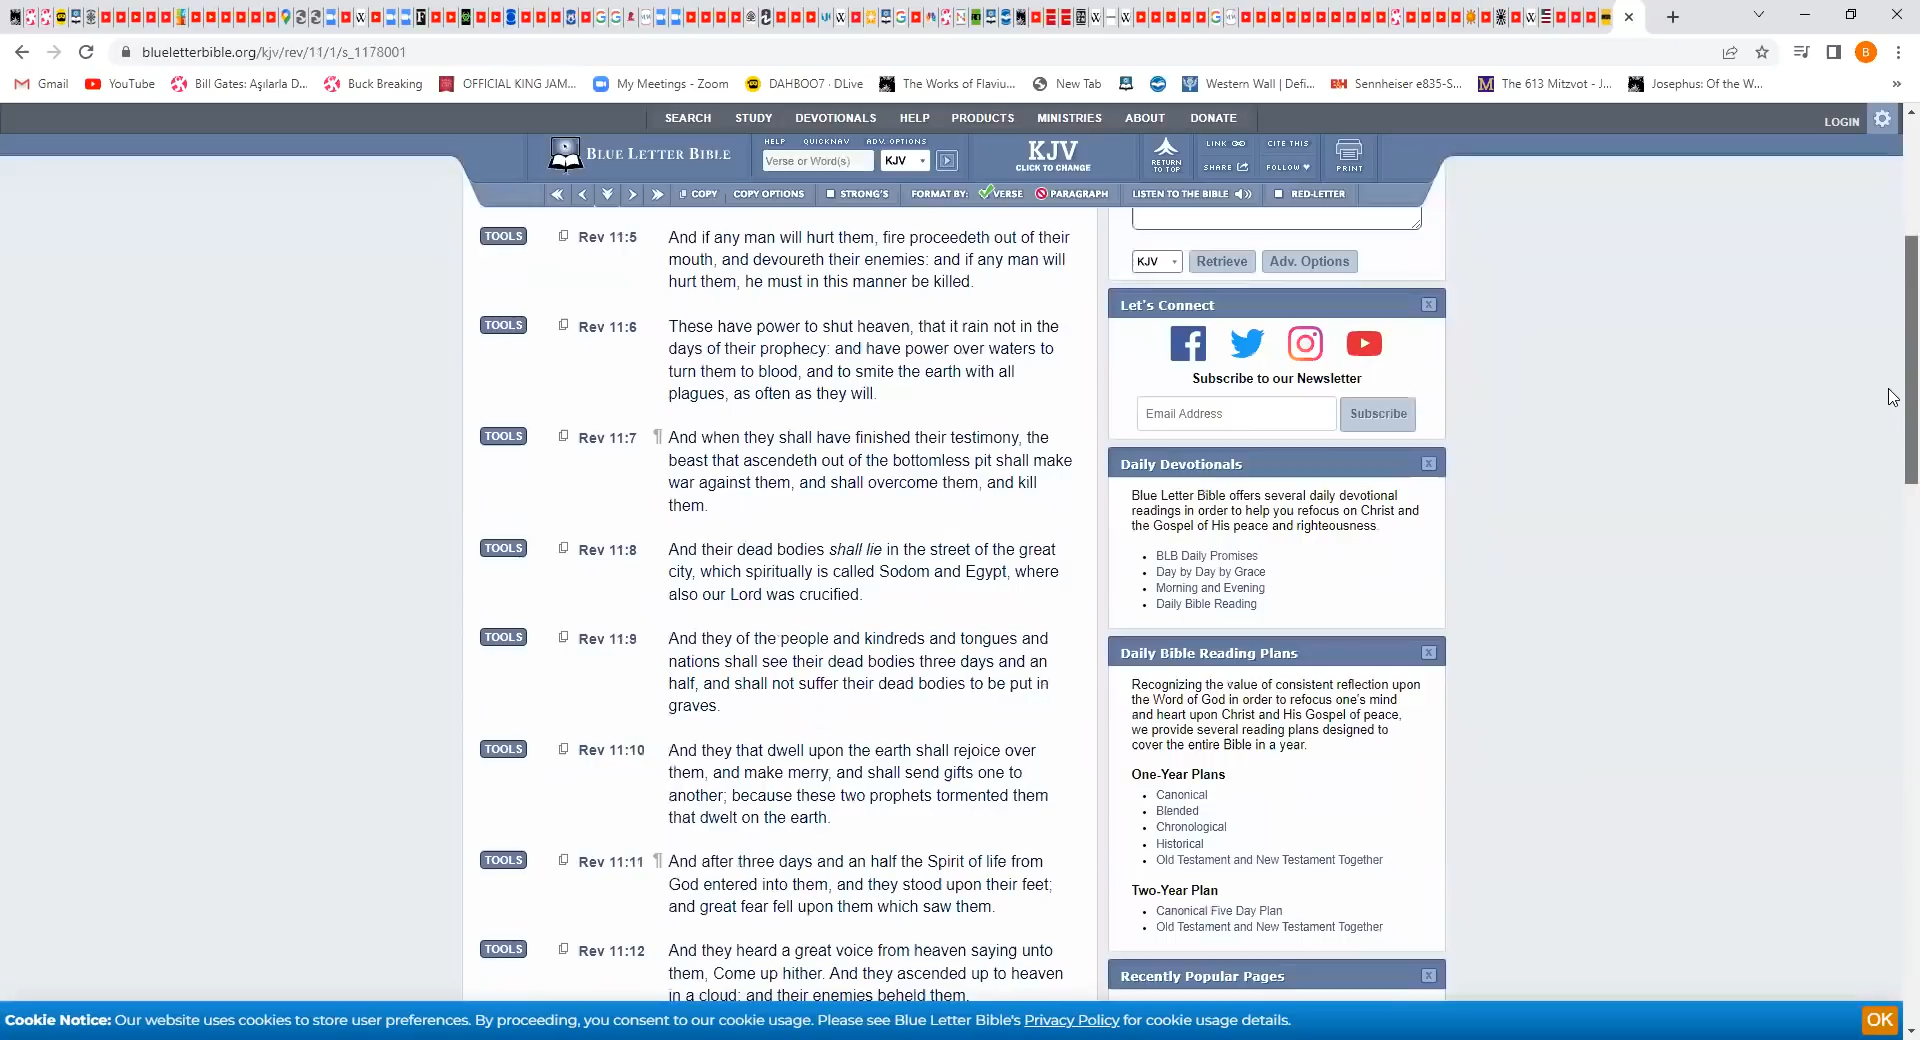 blueletterbible.org/kjv/rev/11/1/s_1178001
B
Gmail YouTube Bill Gates: Aşılarla D... Buck Breaking OFFICIAL KING JAM... My Meetings - Zoom DAHBOO7 · DLive The Works of Flaviu... New Tab Western Wall | Defi... Sennheiser e835-S... The 613 Mitzvot - J... Josephus: Of the W... »
SEARCH STUDY DEVOTIONALS HELP PRODUCTS MINISTRIES ABOUT DONATE LOGIN
BLUE LETTER BIBLE
HELP QUICKNAV ADV. OPTIONS
Verse or Word(s) KJV
KJV
CLICK TO CHANGE
RETURN
TO TOP
LINK CITE THIS
SHARE FOLLOW
PRINT
COPY COPY OPTIONS STRONG'S FORMAT BY: VERSE PARAGRAPH LISTEN TO THE BIBLE RED-LETTER
TOOLS Rev 11:5 And if any man will hurt them, fire proceedeth out of their
mouth, and devoureth their enemies: and if any man will
hurt them, he must in this manner be killed.
TOOLS Rev 11:6 These have power to shut heaven, that it rain not in the
days of their prophecy: and have power over waters to
turn them to blood, and to smite the earth with all
plagues, as often as they will.
TOOLS Rev 11:7 ¶ And when they shall have finished their testimony, the
beast that ascendeth out of the bottomless pit shall make
war against them, and shall overcome them, and kill
them.
TOOLS Rev 11:8 And their dead bodies shall lie in the street of the great
city, which spiritually is called Sodom and Egypt, where
also our Lord was crucified.
TOOLS Rev 11:9 And they of the people and kindreds and tongues and
nations shall see their dead bodies three days and an
half, and shall not suffer their dead bodies to be put in
graves.
TOOLS Rev 11:10 And they that dwell upon the earth shall rejoice over
them, and make merry, and shall send gifts one to
another; because these two prophets tormented them
that dwelt on the earth.
TOOLS Rev 11:11 ¶ And after three days and an half the Spirit of life from
God entered into them, and they stood upon their feet;
and great fear fell upon them which saw them.
TOOLS Rev 11:12 And they heard a great voice from heaven saying unto
them, Come up hither. And they ascended up to heaven
in a cloud; and their enemies beheld them.
KJV Retrieve Adv. Options
Let's Connect
Subscribe to our Newsletter
Email Address Subscribe
Daily Devotionals
Blue Letter Bible offers several daily devotional
readings in order to help you refocus on Christ and
the Gospel of His peace and righteousness.
• BLB Daily Promises
• Day by Day by Grace
• Morning and Evening
• Daily Bible Reading
Daily Bible Reading Plans
Recognizing the value of consistent reflection upon
the Word of God in order to refocus one's mind
and heart upon Christ and His Gospel of peace,
we provide several reading plans designed to
cover the entire Bible in a year.
One-Year Plans
• Canonical
• Blended
• Chronological
• Historical
• Old Testament and New Testament Together
Two-Year Plan
• Canonical Five Day Plan
• Old Testament and New Testament Together
Recently Popular Pages
Cookie Notice: Our website uses cookies to store user preferences. By proceeding, you consent to our cookie usage. Please see Blue Letter Bible's Privacy Policy for cookie usage details.
OK